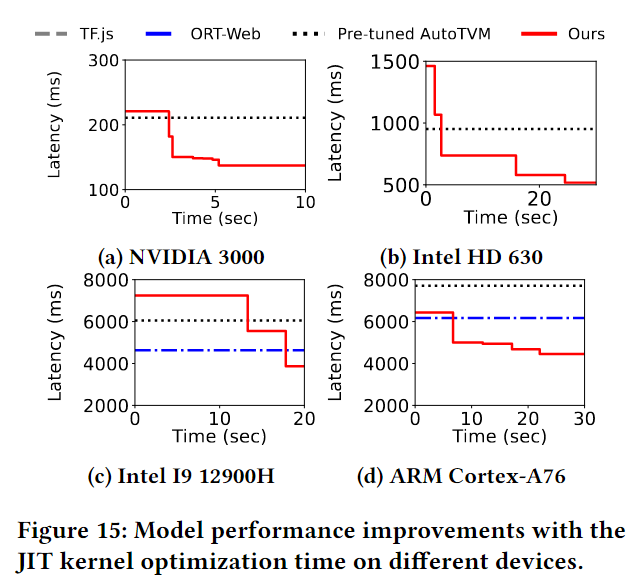 TF.js ORT-Web Pre-tuned AutoTVM Ours
Latency (ms)
300
200
100
0 5 10
Time (sec)
(a) NVIDIA 3000
Latency (ms)
1500
1000
500
0 20
Time (sec)
(b) Intel HD 630
Latency (ms)
8000
6000
4000
2000
0 10 20
Time (sec)
(c) Intel I9 12900H
Latency (ms)
8000
6000
4000
2000
0 10 20 30
Time (sec)
(d) ARM Cortex-A76
Figure 15: Model performance improvements with the
JIT kernel optimization time on different devices.